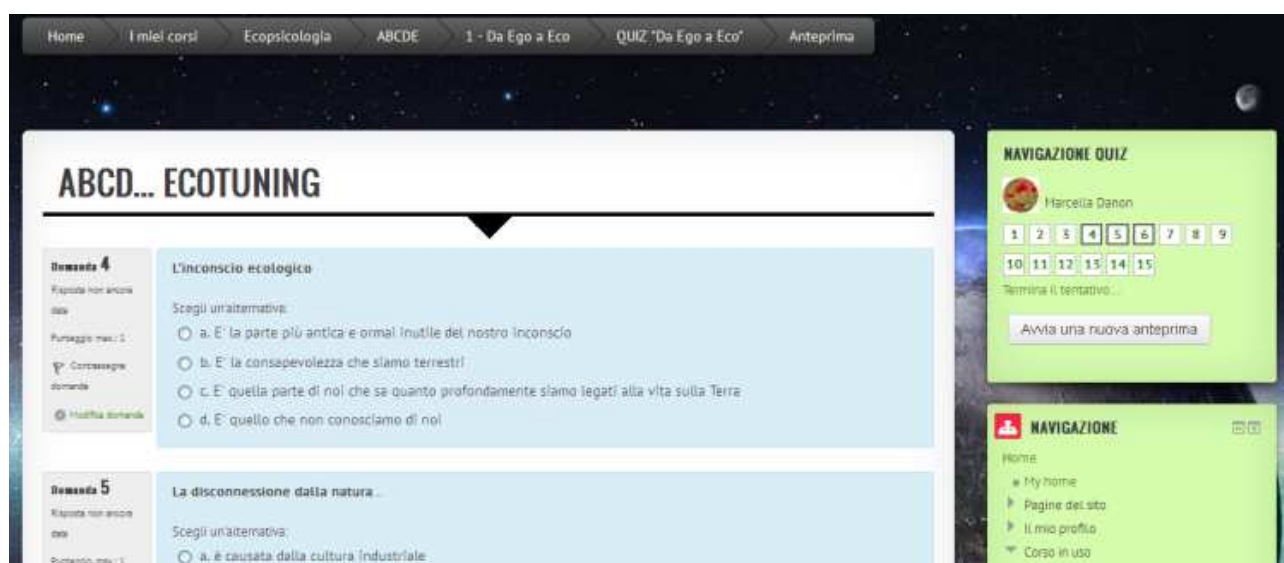 Home I miei corsi Ecopsicologia ABCDE 1 - Da Ego a Eco QUIZ "Da Ego a Eco" Anteprima
ABCD... ECOTUNING
Domanda 4
Risposta non ancora
data
Punteggio max.: 1
Contrassegna
domanda
Modifica domanda
L'inconscio ecologico
Scegli un'alternativa:
a. E' la parte più antica e ormai inutile del nostro inconscio
b. E' la consapevolezza che siamo terrestri
c. E' quella parte di noi che sa quanto profondamente siamo legati alla vita sulla Terra
d. E' quello che non conosciamo di noi
Domanda 5
Risposta non ancora
data
Punteggio max.: 1
La disconnessione dalla natura...
Scegli un'alternativa:
a. è causata dalla cultura industriale
NAVIGAZIONE QUIZ
Marcella Danon
1 2 3 4 5 6 7 8 9
10 11 12 13 14 15
Termina il tentativo...
Avvia una nuova anteprima
NAVIGAZIONE
Home
My home
Pagine del sito
Il mio profilo
Corso in uso